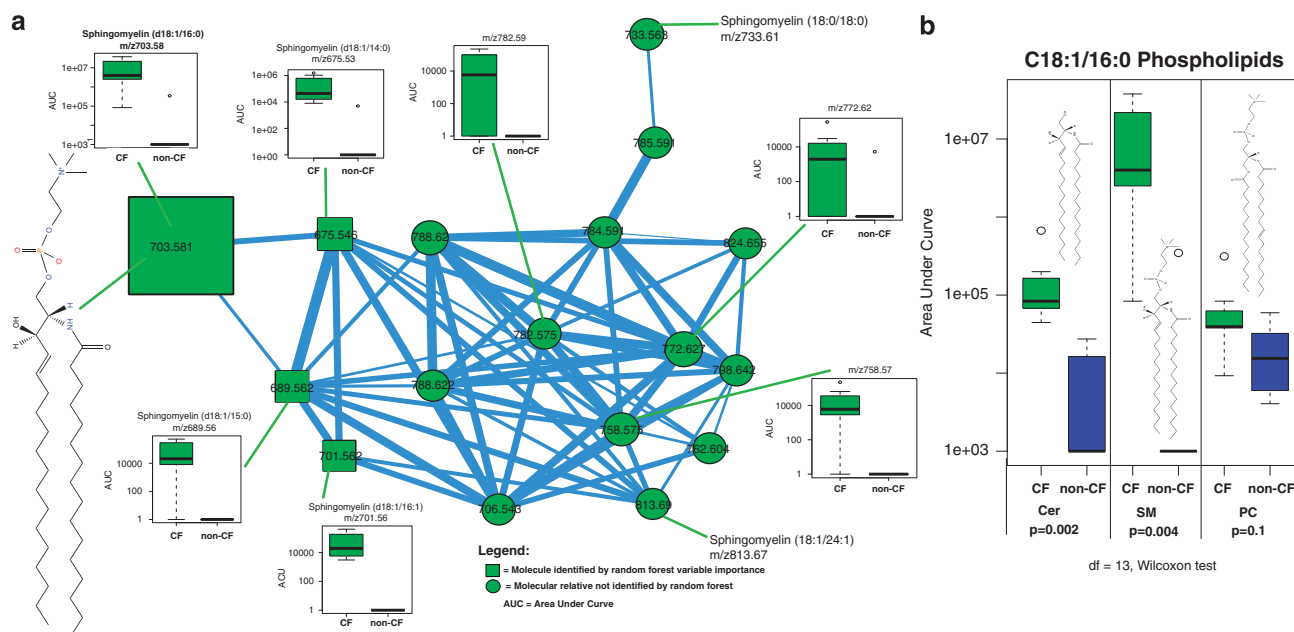 a
Sphingomyelin (d18:1/16:0)
m/z703.58
AUC
1e+07
1e+05
1e+03
CF non-CF
Sphingomyelin (d18:1/14:0)
m/z675.53
AUC
1e+06
1e+04
1e+02
1e+00
CF non-CF
m/z782.59
AUC
10000
100
1
CF non-CF
Sphingomyelin (18:0/18:0)
m/z733.61
733.563
785.591
m/z772.62
AUC
10000
100
1
CF non-CF
703.581
675.546
788.62
784.591
824.655
782.575
772.627
798.642
689.562
788.622
758.573
762.604
701.562
706.543
813.69
N+
O
O
P
O
O
H
NH
OH
H
O
Sphingomyelin (d18:1/15:0)
m/z689.56
AUC
10000
100
1
CF non-CF
m/z758.57
AUC
10000
100
1
CF non-CF
Sphingomyelin (d18:1/16:1)
m/z701.56
ACU
10000
100
1
CF non-CF
Sphingomyelin (18:1/24:1)
m/z813.67
Legend:
= Molecule identified by random forest variable importance
= Molecular relative not identified by random forest
AUC = Area Under Curve
b
C18:1/16:0 Phospholipids
Area Under Curve
1e+07
1e+05
1e+03
CF non-CF CF non-CF CF non-CF
Cer SM PC
p=0.002 p=0.004 p=0.1
df = 13, Wilcoxon test